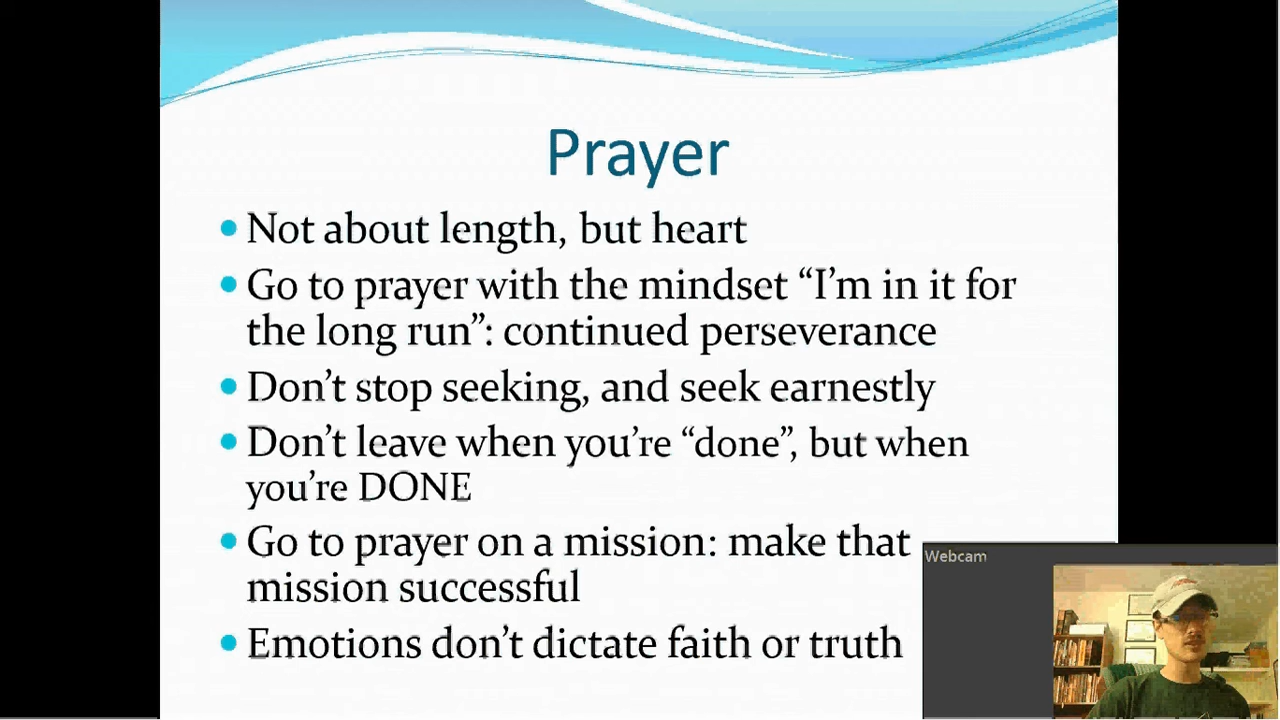 Prayer
• Not about length, but heart
• Go to prayer with the mindset “I’m in it for
the long run”: continued perseverance
• Don’t stop seeking, and seek earnestly
• Don’t leave when you’re “done”, but when
you’re DONE
• Go to prayer on a mission: make that
mission successful
• Emotions don’t dictate faith or truth
Webcam